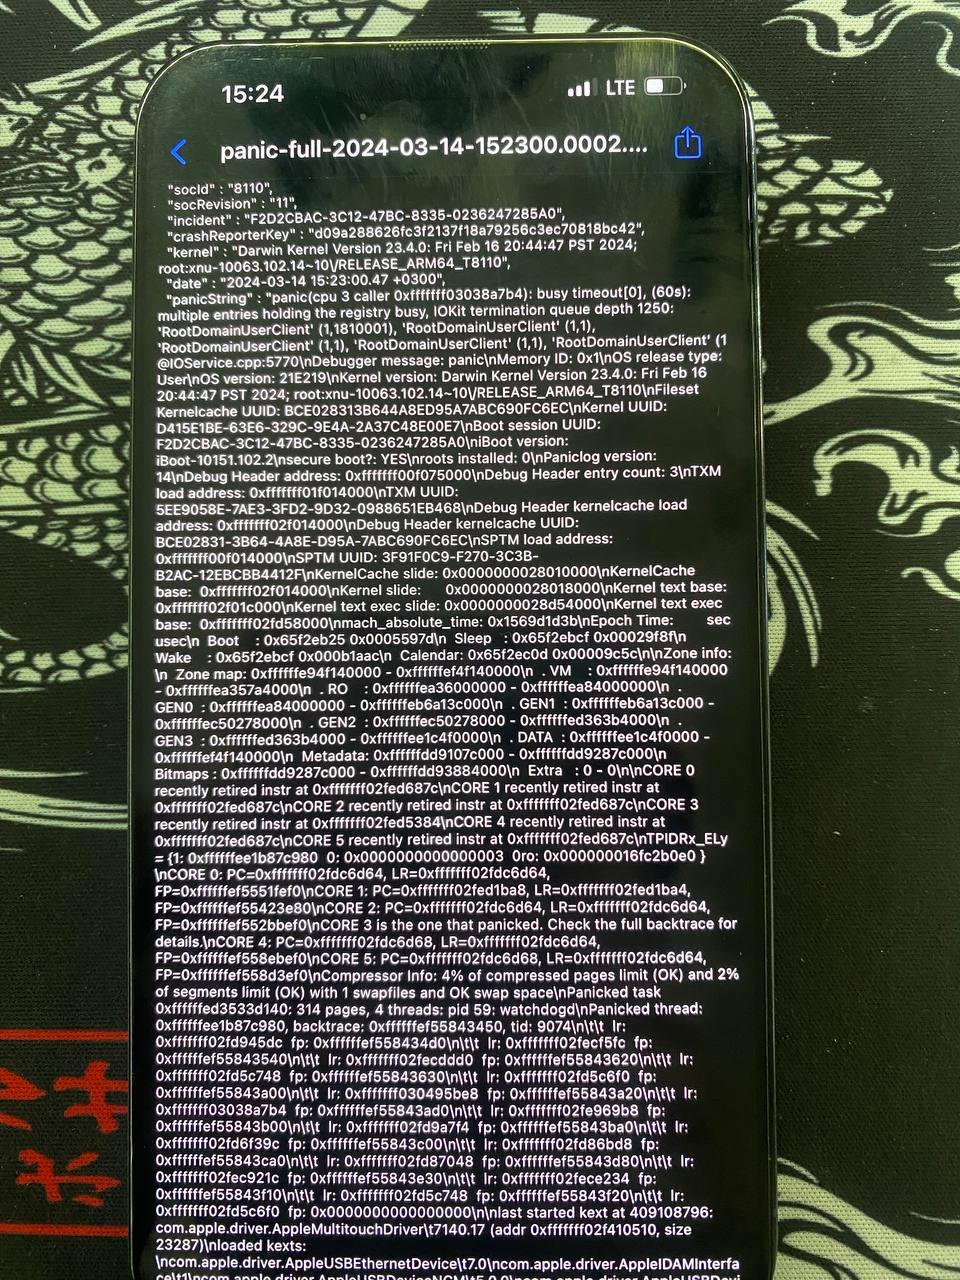 15:24
LTE
panic-full-2024-03-14-152300.0002....
"socId" : "8110",
"socRevision" : "11",
"incident" : "F2D2CBAC-3C12-47BC-8335-0236247285A0",
"crashReporterKey" : "d09a288626fc3f2137f18a79256c3ec70818bc42",
"kernel" : "Darwin Kernel Version 23.4.0: Fri Feb 16 20:44:47 PST 2024;
root:xnu-10063.102.14~10\/RELEASE_ARM64_T8110",
"date" : "2024-03-14 15:23:00.47 +0300",
"panicString" : "panic(cpu 3 caller 0xfffffff03038a7b4): busy timeout[0], (60s):
multiple entries holding the registry busy, IOKit termination queue depth 1250:
'RootDomainUserClient' (1,1810001), 'RootDomainUserClient' (1,1),
'RootDomainUserClient' (1,1), 'RootDomainUserClient' (1,1), 'RootDomainUserClient' (1
@IOService.cpp:5770\nDebugger message: panic\nMemory ID: 0x1\nOS release type:
User\nOS version: 21E219\nKernel version: Darwin Kernel Version 23.4.0: Fri Feb 16
20:44:47 PST 2024; root:xnu-10063.102.14~10\/RELEASE_ARM64_T8110\nFileset
Kernelcache UUID: BCE028313B644A8ED95A7ABC690FC6EC\nKernel UUID:
D415E1BE-63E6-329C-9E4A-2A37C48E00E7\nBoot session UUID:
F2D2CBAC-3C12-47BC-8335-0236247285A0\niBoot version:
iBoot-10151.102.2\nsecure boot?: YES\nroots installed: 0\nPaniclog version:
14\nDebug Header address: 0xfffffff00f075000\nDebug Header entry count: 3\nTXM
load address: 0xfffffff01f014000\nTXM UUID:
5EE9058E-7AE3-3FD2-9D32-0988651EB468\nDebug Header kernelcache load
address: 0xfffffff02f014000\nDebug Header kernelcache UUID:
BCE02831-3B64-4A8E-D95A-7ABC690FC6EC\nSPTM load address:
0xfffffff00f014000\nSPTM UUID: 3F91F0C9-F270-3C3B-
B2AC-12EBCBB4412F\nKernelCache slide: 0x0000000028010000\nKernelCache
base:  0xfffffff02f014000\nKernel slide:      0x0000000028018000\nKernel text base:
0xfffffff02f01c000\nKernel text exec slide: 0x0000000028d54000\nKernel text exec
base:  0xfffffff02fd58000\nmach_absolute_time: 0x1569d1d3b\nEpoch Time:        sec
usec\n  Boot    : 0x65f2eb25 0x0005597d\n  Sleep   : 0x65f2ebcf 0x00029f8f\n
Wake    : 0x65f2ebcf 0x000b1aac\n  Calendar: 0x65f2ec0d 0x00009c5c\n\nZone info:
\n  Zone map: 0xffffffe94f140000 - 0xffffffef4f140000\n  . VM    : 0xffffffe94f140000
- 0xffffffea357a4000\n  . RO    : 0xffffffea36000000 - 0xffffffea84000000\n  .
GEN0  : 0xffffffea84000000 - 0xffffffeb6a13c000\n  . GEN1  : 0xffffffeb6a13c000 -
0xffffffec50278000\n  . GEN2  : 0xffffffec50278000 - 0xffffffed363b4000\n  .
GEN3  : 0xffffffed363b4000 - 0xffffffee1c4f0000\n  . DATA  : 0xffffffee1c4f0000 -
0xffffffef4f140000\n  Metadata: 0xffffffdd9107c000 - 0xffffffdd9287c000\n
Bitmaps : 0xffffffdd9287c000 - 0xffffffdd93884000\n  Extra   : 0 - 0\n\nCORE 0
recently retired instr at 0xfffffff02fed687c\nCORE 1 recently retired instr at
0xfffffff02fed687c\nCORE 2 recently retired instr at 0xfffffff02fed687c\nCORE 3
recently retired instr at 0xfffffff02fed5384\nCORE 4 recently retired instr at
0xfffffff02fed687c\nCORE 5 recently retired instr at 0xfffffff02fed687c\nTPIDRx_ELy
= {1: 0xffffffee1b87c980  0: 0x0000000000000003  0ro: 0x000000016fc2b0e0 }
\nCORE 0: PC=0xfffffff02fdc6d64, LR=0xfffffff02fdc6d64,
FP=0xffffffef5551fef0\nCORE 1: PC=0xfffffff02fed1ba8, LR=0xfffffff02fed1ba4,
FP=0xffffffef55423e80\nCORE 2: PC=0xfffffff02fdc6d64, LR=0xfffffff02fdc6d64,
FP=0xffffffef552bbef0\nCORE 3 is the one that panicked. Check the full backtrace for
details.\nCORE 4: PC=0xfffffff02fdc6d68, LR=0xfffffff02fdc6d64,
FP=0xffffffef558ebef0\nCORE 5: PC=0xfffffff02fdc6d68, LR=0xfffffff02fdc6d64,
FP=0xffffffef558d3ef0\nCompressor Info: 4% of compressed pages limit (OK) and 2%
of segments limit (OK) with 1 swapfiles and OK swap space\nPanicked task
0xffffffed3533d140: 314 pages, 4 threads: pid 59: watchdogd\nPanicked thread:
0xffffffee1b87c980, backtrace: 0xffffffef55843450, tid: 9074\n\t\t  lr:
0xfffffff02fd945dc  fp: 0xffffffef558434d0\n\t\t  lr: 0xfffffff02fecf5fc  fp:
0xffffffef55843540\n\t\t  lr: 0xfffffff02fecddd0  fp: 0xffffffef55843620\n\t\t  lr:
0xfffffff02fd5c748  fp: 0xffffffef55843630\n\t\t  lr: 0xfffffff02fd5c6f0  fp:
0xffffffef55843a00\n\t\t  lr: 0xfffffff030495be8  fp: 0xffffffef55843a20\n\t\t  lr:
0xfffffff03038a7b4  fp: 0xffffffef55843ad0\n\t\t  lr: 0xfffffff02fe969b8  fp:
0xffffffef55843b00\n\t\t  lr: 0xfffffff02fd9a7f4  fp: 0xffffffef55843ba0\n\t\t  lr:
0xfffffff02fd6f39c  fp: 0xffffffef55843c00\n\t\t  lr: 0xfffffff02fd86bd8  fp:
0xffffffef55843ca0\n\t\t  lr: 0xfffffff02fd87048  fp: 0xffffffef55843d80\n\t\t  lr:
0xfffffff02fec921c  fp: 0xffffffef55843e30\n\t\t  lr: 0xfffffff02fece234  fp:
0xffffffef55843f10\n\t\t  lr: 0xfffffff02fd5c748  fp: 0xffffffef55843f20\n\t\t  lr:
0xfffffff02fd5c6f0  fp: 0x0000000000000000\n\nlast started kext at 409108796:
com.apple.driver.AppleMultitouchDriver\t7140.17 (addr 0xfffffff02f410510, size
23287)\nloaded kexts:
\ncom.apple.driver.AppleUSBEthernetDevice\t7.0\ncom.apple.driver.AppleIDAMInterfa